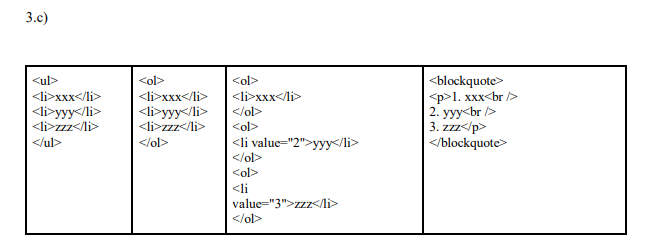 3.c)
<ul>
<li>xxx</li>
<li>yyy</li>
<li>zzz</li>
</ul>
<ol>
<li>xxx</li>
<li>yyy</li>
<li>zzz</li>
</ol>
<ol>
<li>xxx</li>
</ol>
<ol>
<li value="2">yyy</li>
</ol>
<ol>
<li
value="3">zzz</li>
</ol>
<blockquote>
<p>1. xxx<br />
2. yyy<br />
3. zzz</p>
</blockquote>